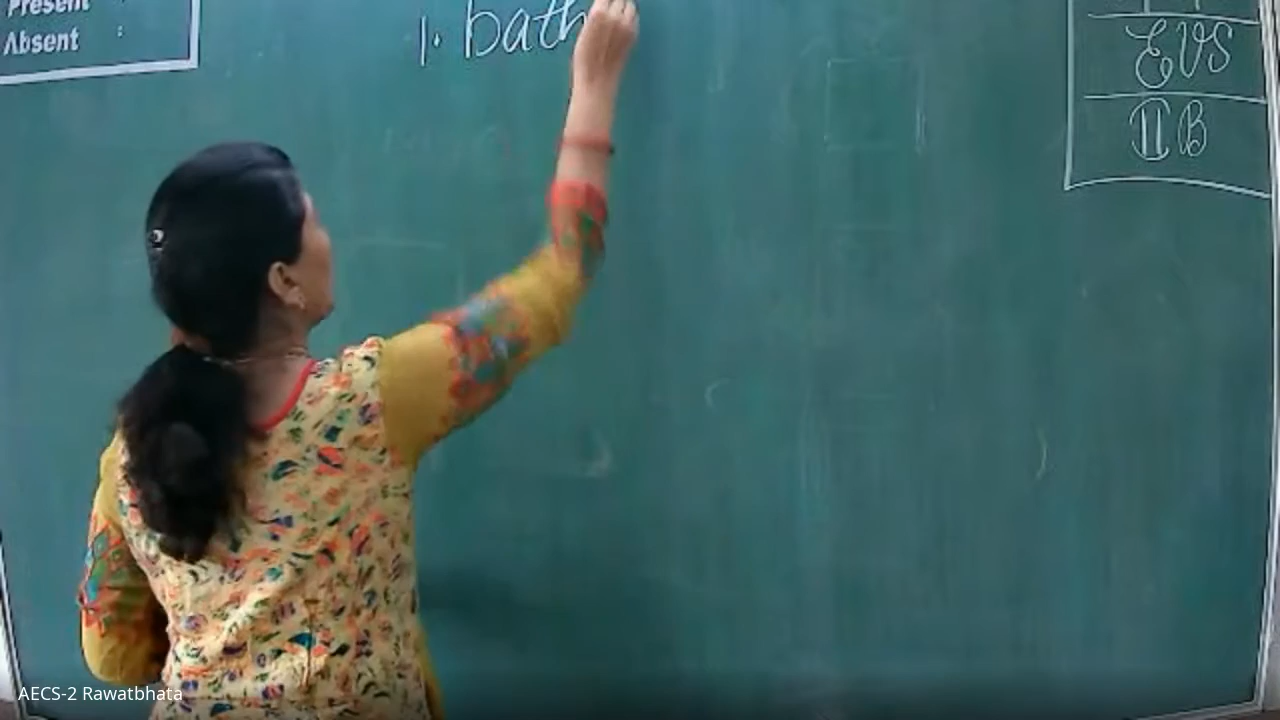 Present :
Absent :
1. bath
EVS
II B
AECS-2 Rawatbhata